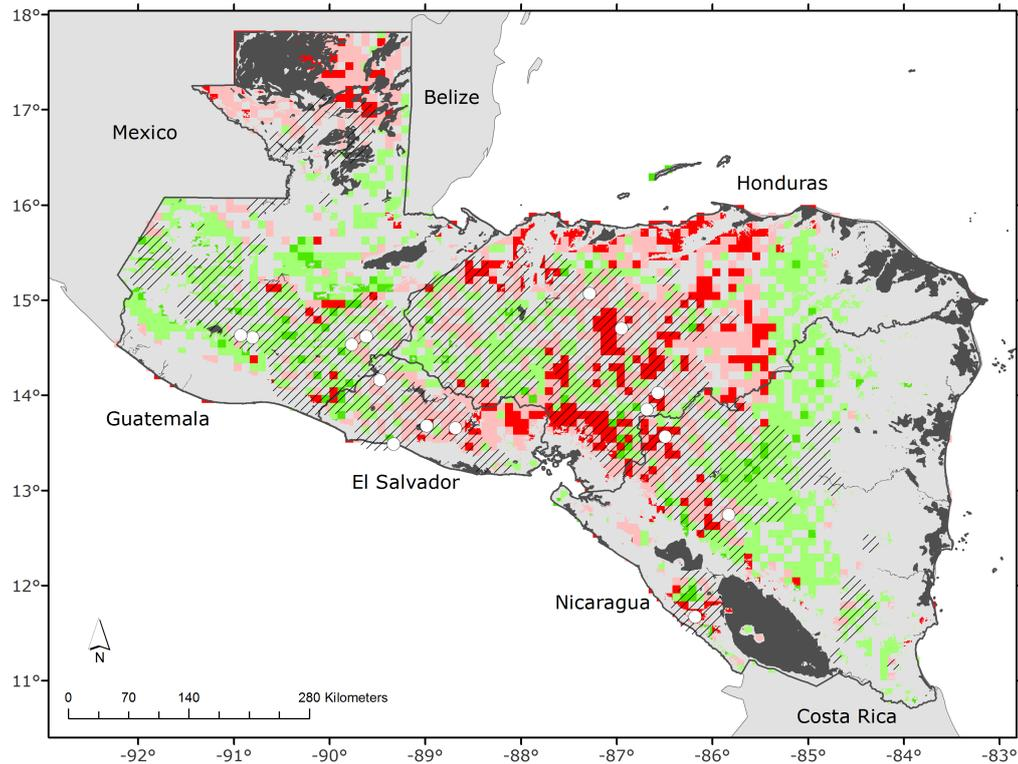 18°
17°
Belize
Mexico
16°
Honduras
15°
14°
Guatemala
El Salvador
13°
12°
Nicaragua
N
11°
0 70 140 280 Kilometers
Costa Rica
-92° -91° -90° -89° -88° -87° -86° -85° -84° -83°